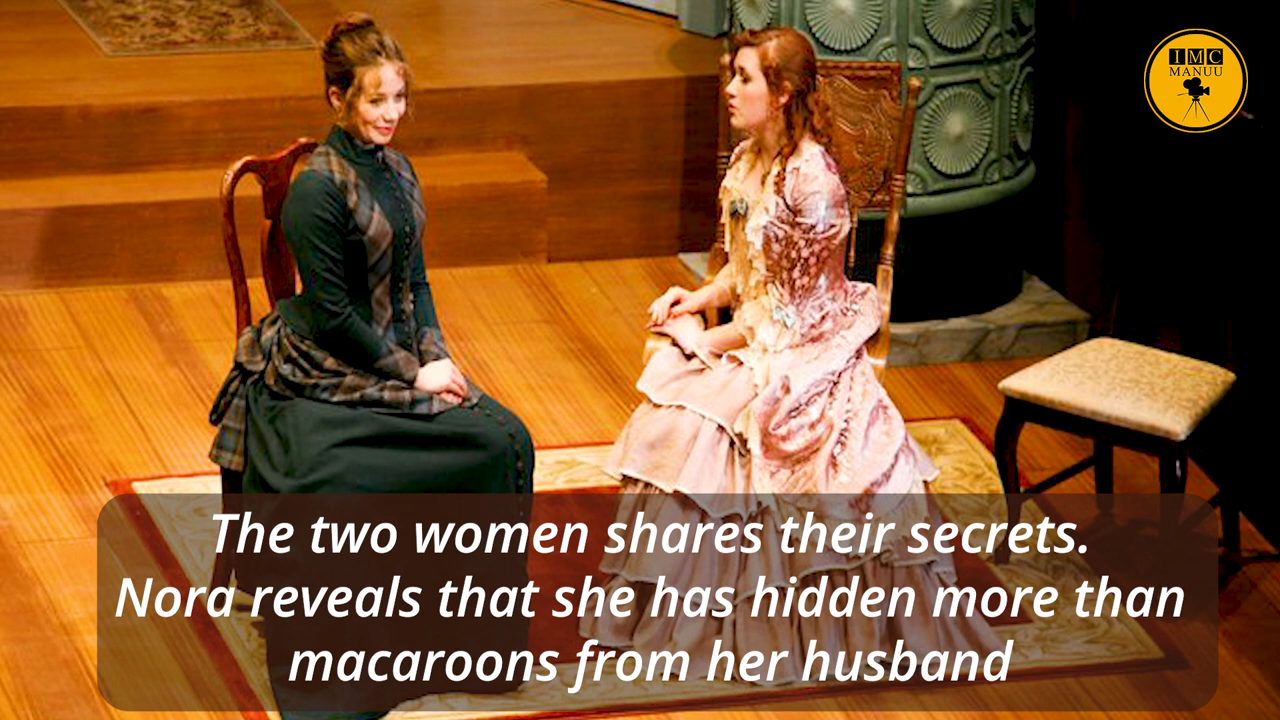 IMC
MANUU
The two women shares their secrets.
Nora reveals that she has hidden more than
macaroons from her husband